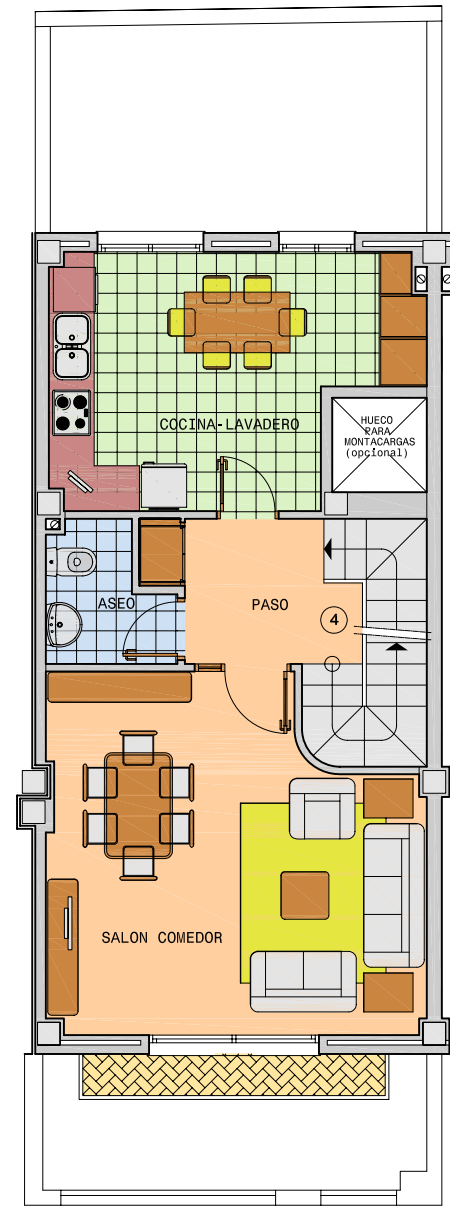 COCINA-LAVADERO
HUECO
PARA
MONTACARGAS
(opcional)
ASEO
PASO
4
SALON COMEDOR